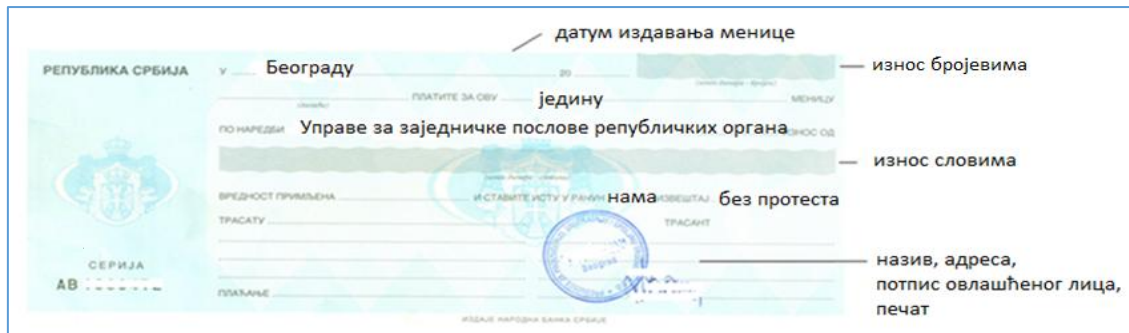 датум издавања менице
РЕПУБЛИКА СРБИЈА У Београду 20 износ бројевима
ПЛАТИТЕ ЗА ОВУ једину МЕНИЦУ
ПО НАРЕДБИ Управе за заједничке послове републичких органа ИЗНОС ОД
износ словима
ВРЕДНОСТ ПРИМЉЕНА И СТАВИТЕ ИСТУ У РАЧУН нама ИЗВЕШТАЈ без протеста
ТРАСАТУ ТРАСАНТ
СЕРИЈА
АВ
Beograd
назив, адреса,
потпис овлашћеног лица,
печат
ПЛАЋАЊЕ
ИЗДАЈЕ НАРОДНА БАНКА СРБИЈЕ